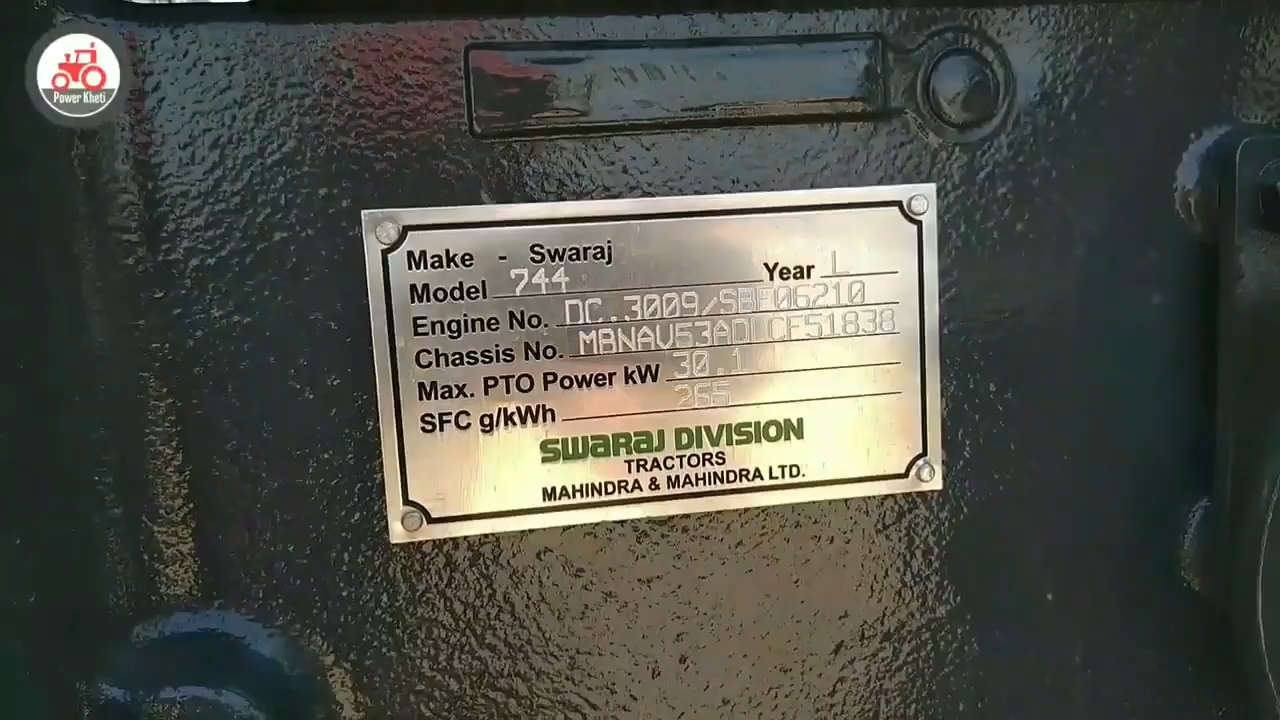 Power Kheti
Make - Swaraj
Model 744 Year L
Engine No. DC.3009/SBF06210
Chassis No. MBNAV53ADLCF51838
Max. PTO Power kW 30.1
SFC g/kWh 265
SWARAJ DIVISION
TRACTORS
MAHINDRA & MAHINDRA LTD.